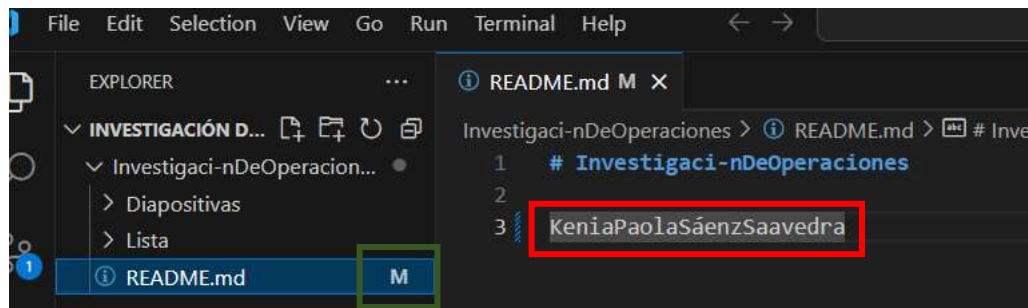 File Edit Selection View Go Run Terminal Help
EXPLORER ...
INVESTIGACIÓN D...
Investigaci-nDeOperacion...
Diapositivas
Lista
README.md M
1
README.md M
Investigaci-nDeOperaciones > README.md > # Inve
1 # Investigaci-nDeOperaciones
2
3 KeniaPaolaSáenzSaavedra